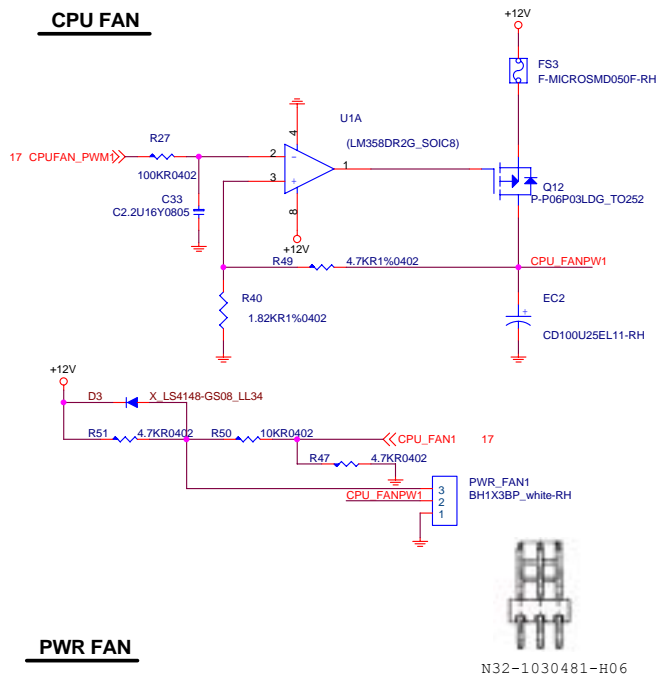 CPU FAN
+12V
FS3
F-MICROSMD050F-RH
U1A
(LM358DR2G_SOIC8)
4
R27
17 CPUFAN_PWM1
2
1
3
100KR0402
Q12
P-P06P03LDG_TO252
C33
C2.2U16Y0805
8
+12V
R49 4.7KR1%0402
CPU_FANPW1
R40
1.82KR1%0402
EC2
CD100U25EL11-RH
+12V
D3 X_LS4148-GS08_LL34
R51 4.7KR0402 R50 10KR0402
CPU_FAN1 17
R47 4.7KR0402
PWR_FAN1
BH1X3BP_white-RH
3
CPU_FANPW1 2
1
PWR FAN
N32-1030481-H06